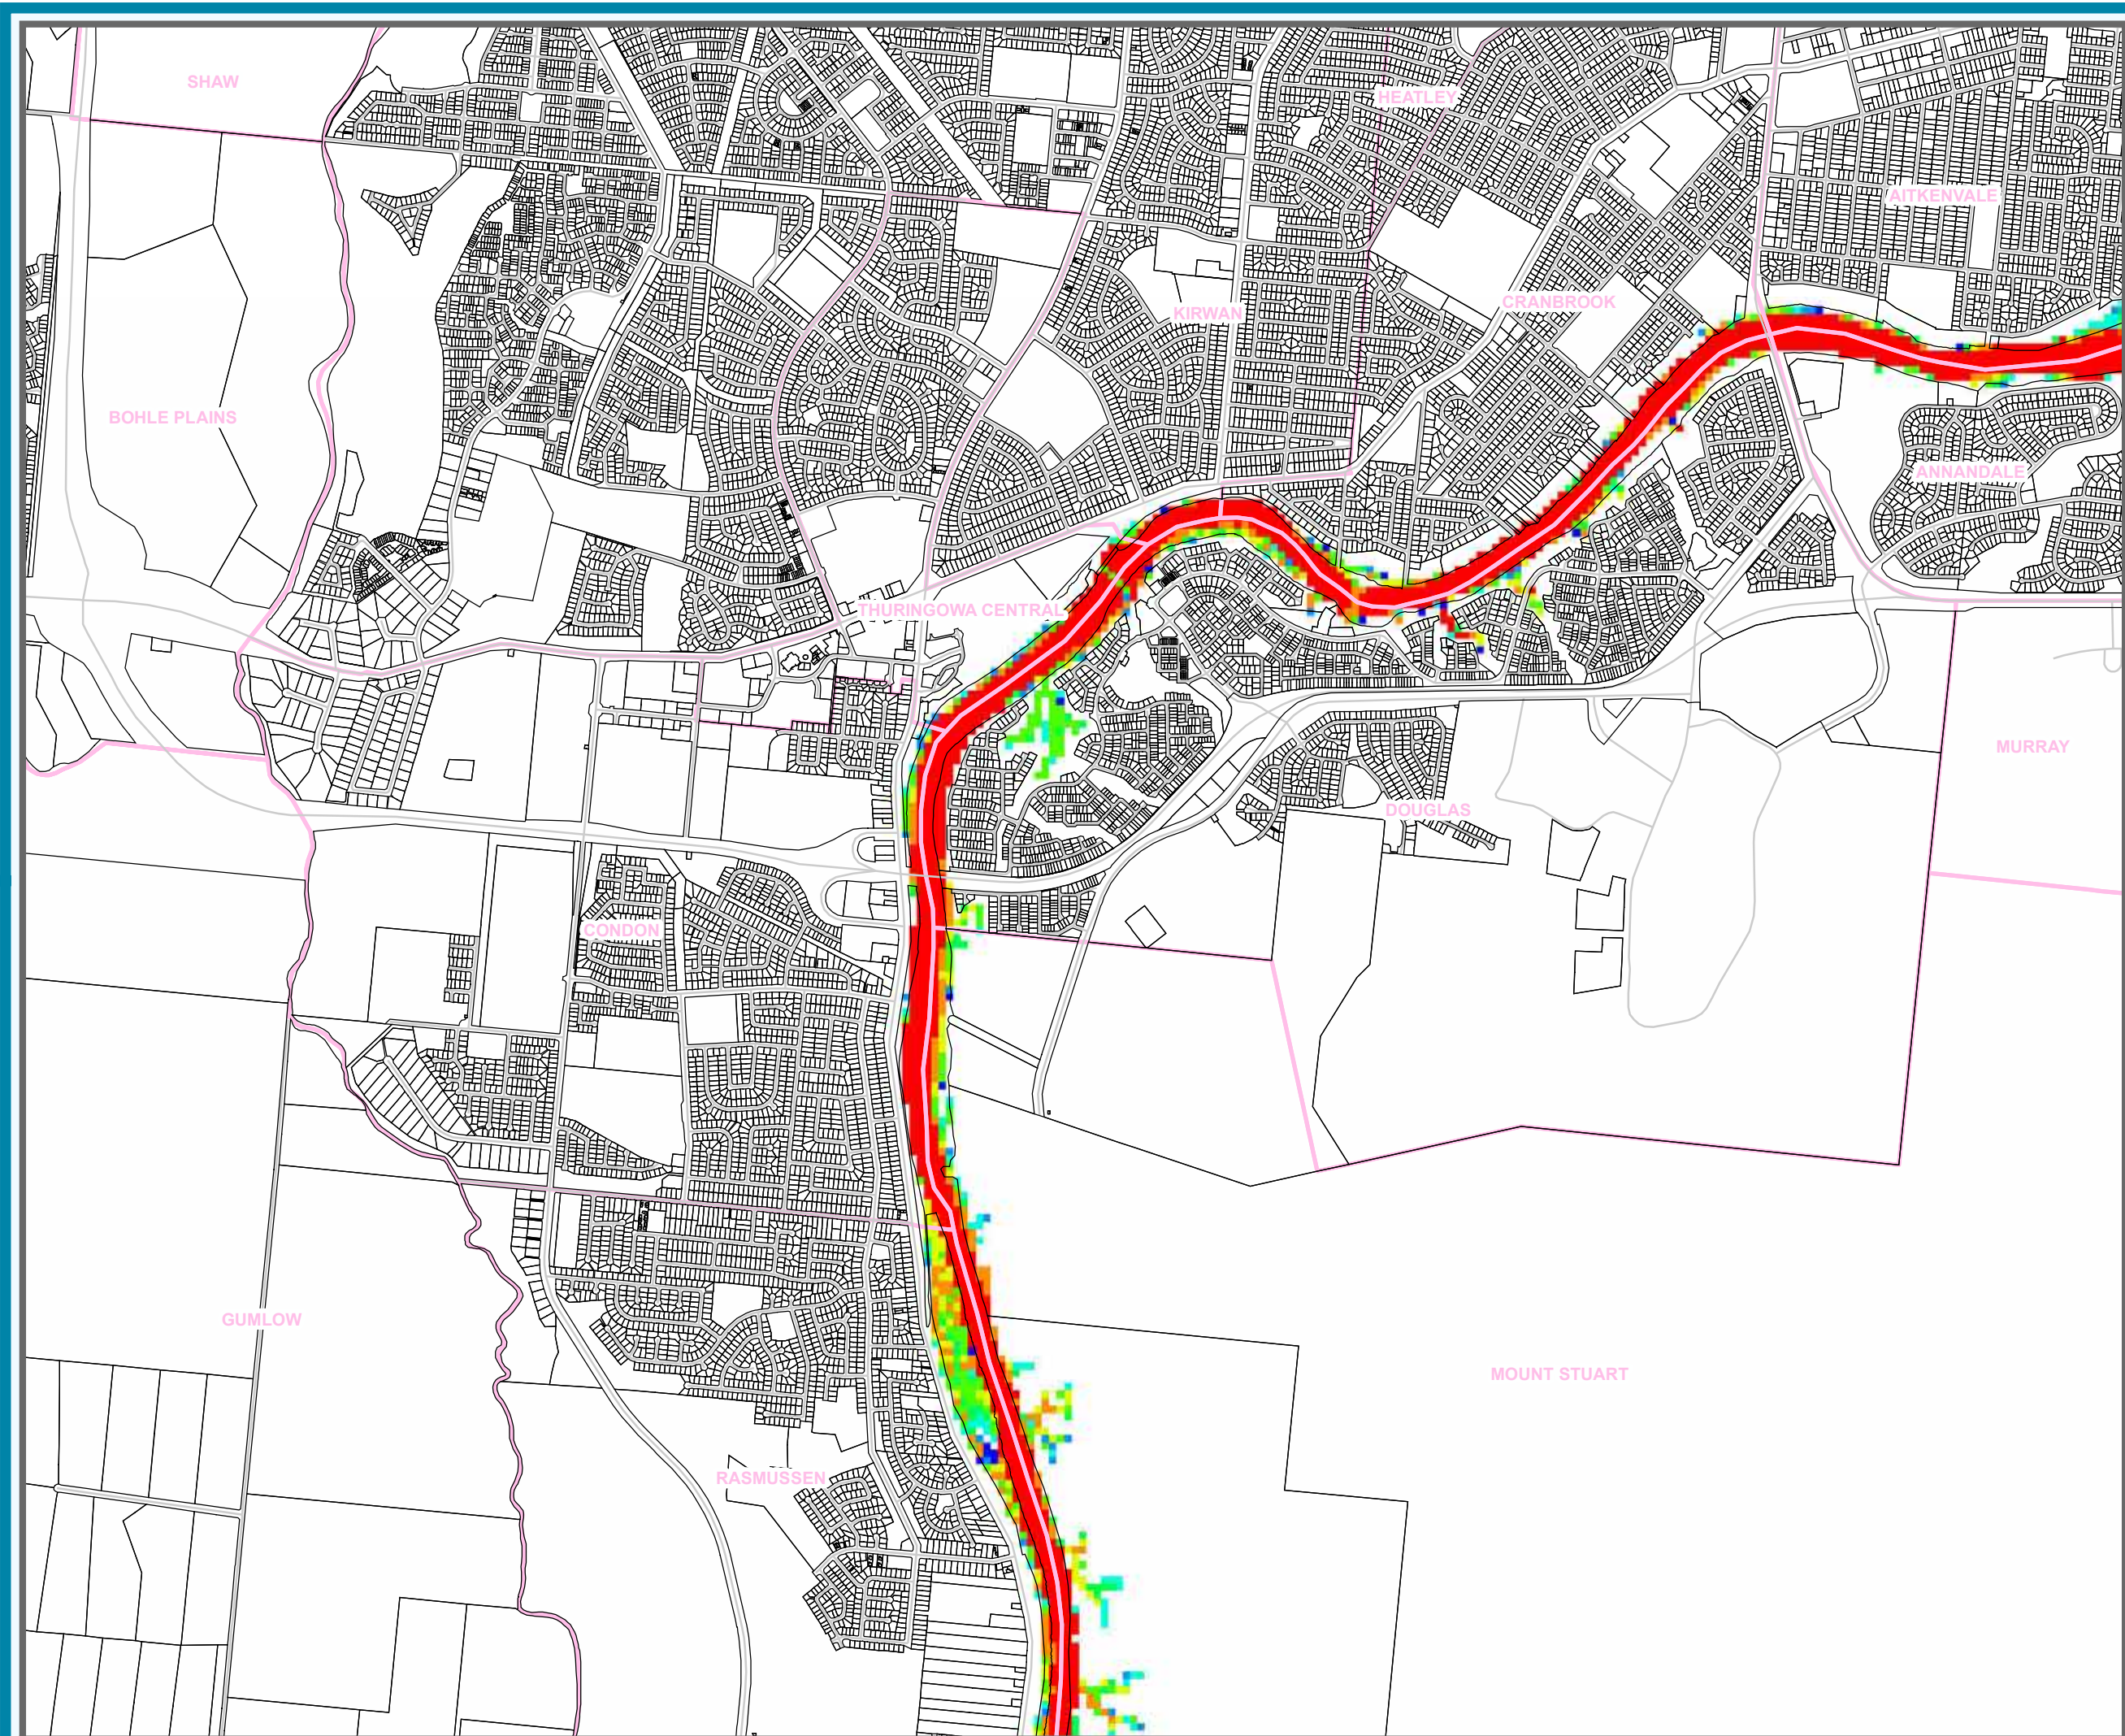 SHAW
HEATLEY
AITKENVALE
CRANBROOK
KIRWAN
BOHLE PLAINS
ANNANDALE
THURINGOWA CENTRAL
MURRAY
DOUGLAS
CONDON
GUMLOW
MOUNT STUART
RASMUSSEN